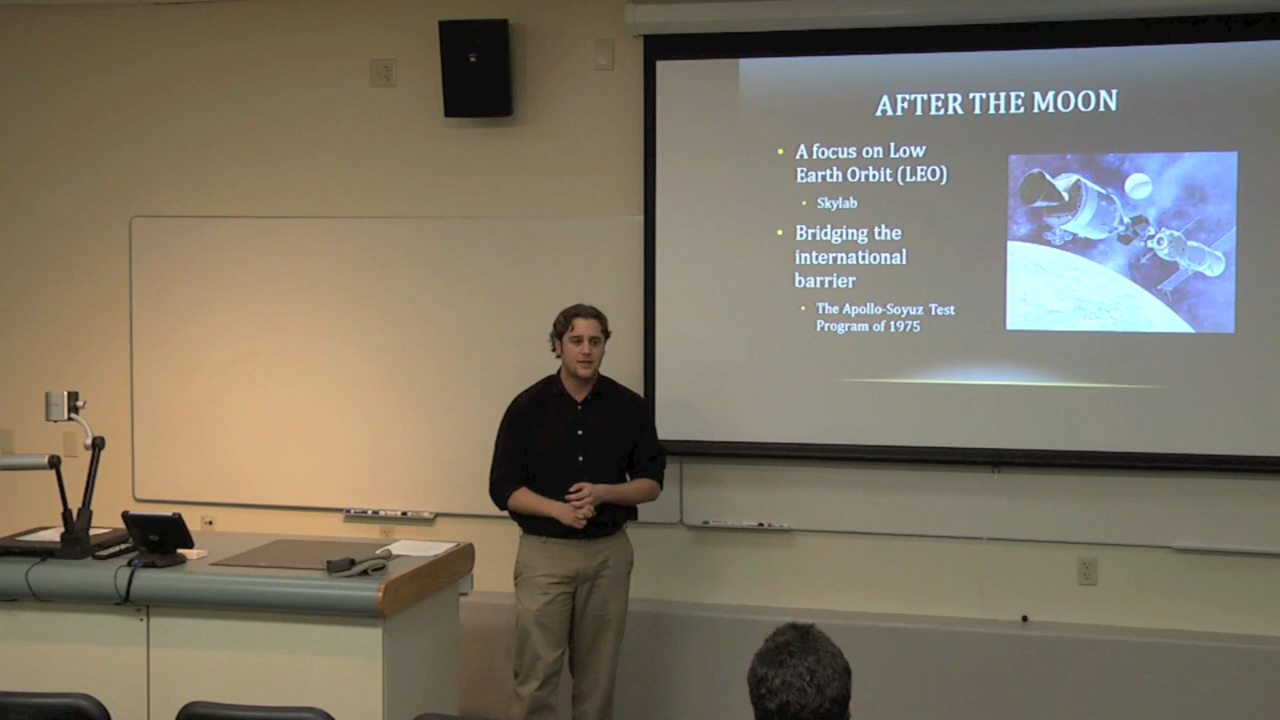 AFTER THE MOON
• A focus on Low
Earth Orbit (LEO)
• Skylab
• Bridging the
international
barrier
• The Apollo-Soyuz Test
Program of 1975